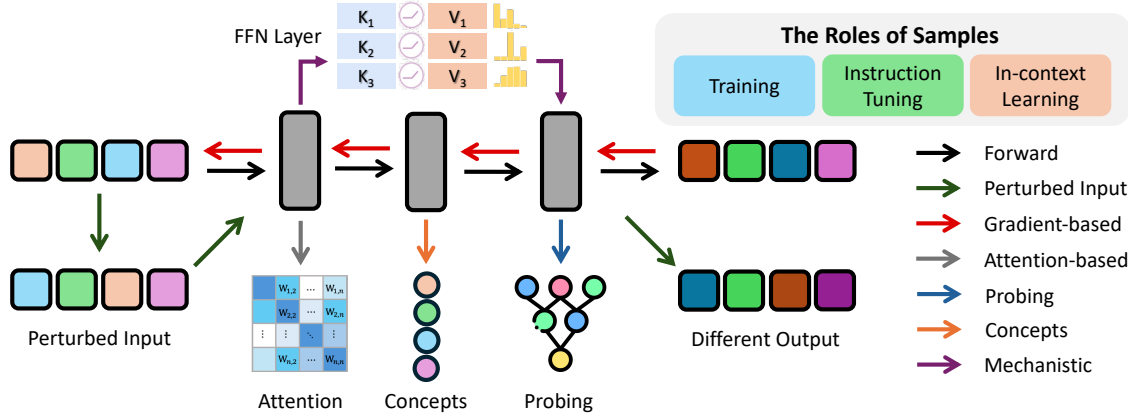 FFN Layer
K1 V1
K2 V2
K3 V3
The Roles of Samples
Training
Instruction
Tuning
In-context
Learning
Forward
Perturbed Input
Gradient-based
Attention-based
Probing
Concepts
Mechanistic
W1,2 ... W1,n
W2,2 ... W2,n
⋮ ⋮ ⋱ ⋮
Wn,2 ... Wn,n
Perturbed Input
Attention
Concepts
Probing
Different Output